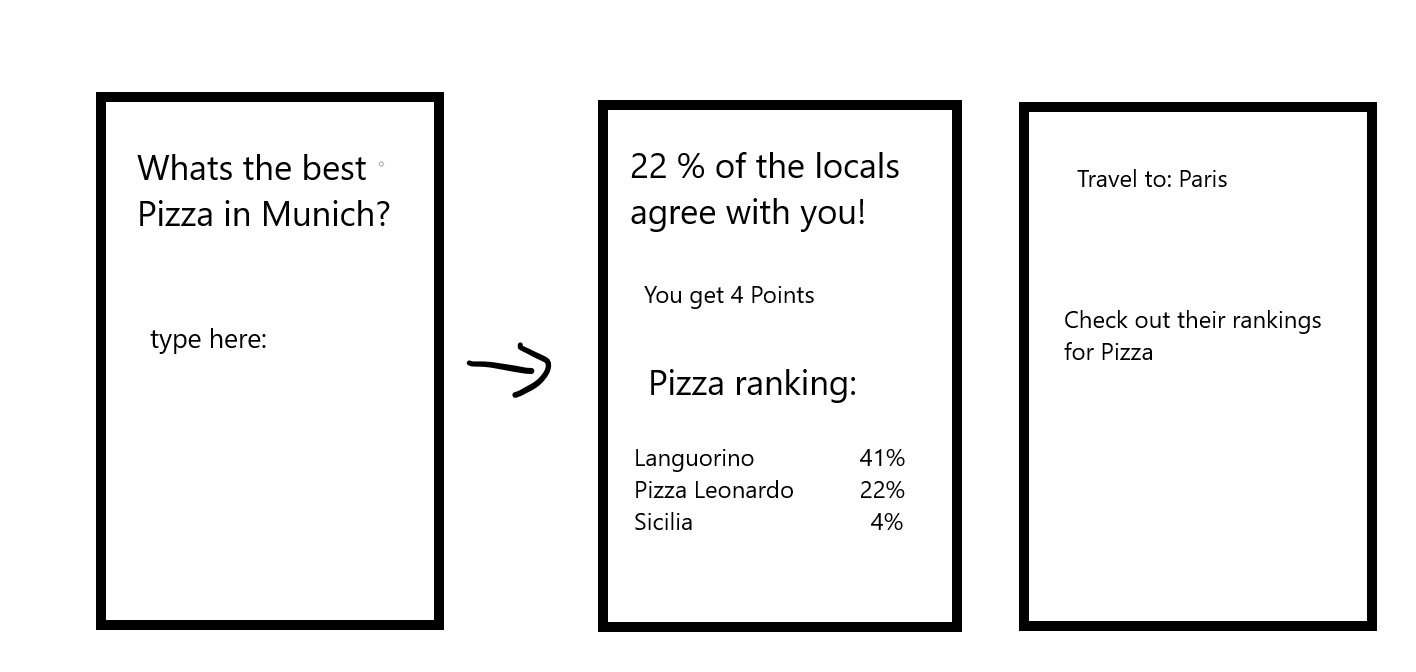 Whats the best
Pizza in Munich?
type here:
22 % of the locals
agree with you!
You get 4 Points
Pizza ranking:
Languorino 41%
Pizza Leonardo 22%
Sicilia 4%
Travel to: Paris
Check out their rankings
for Pizza